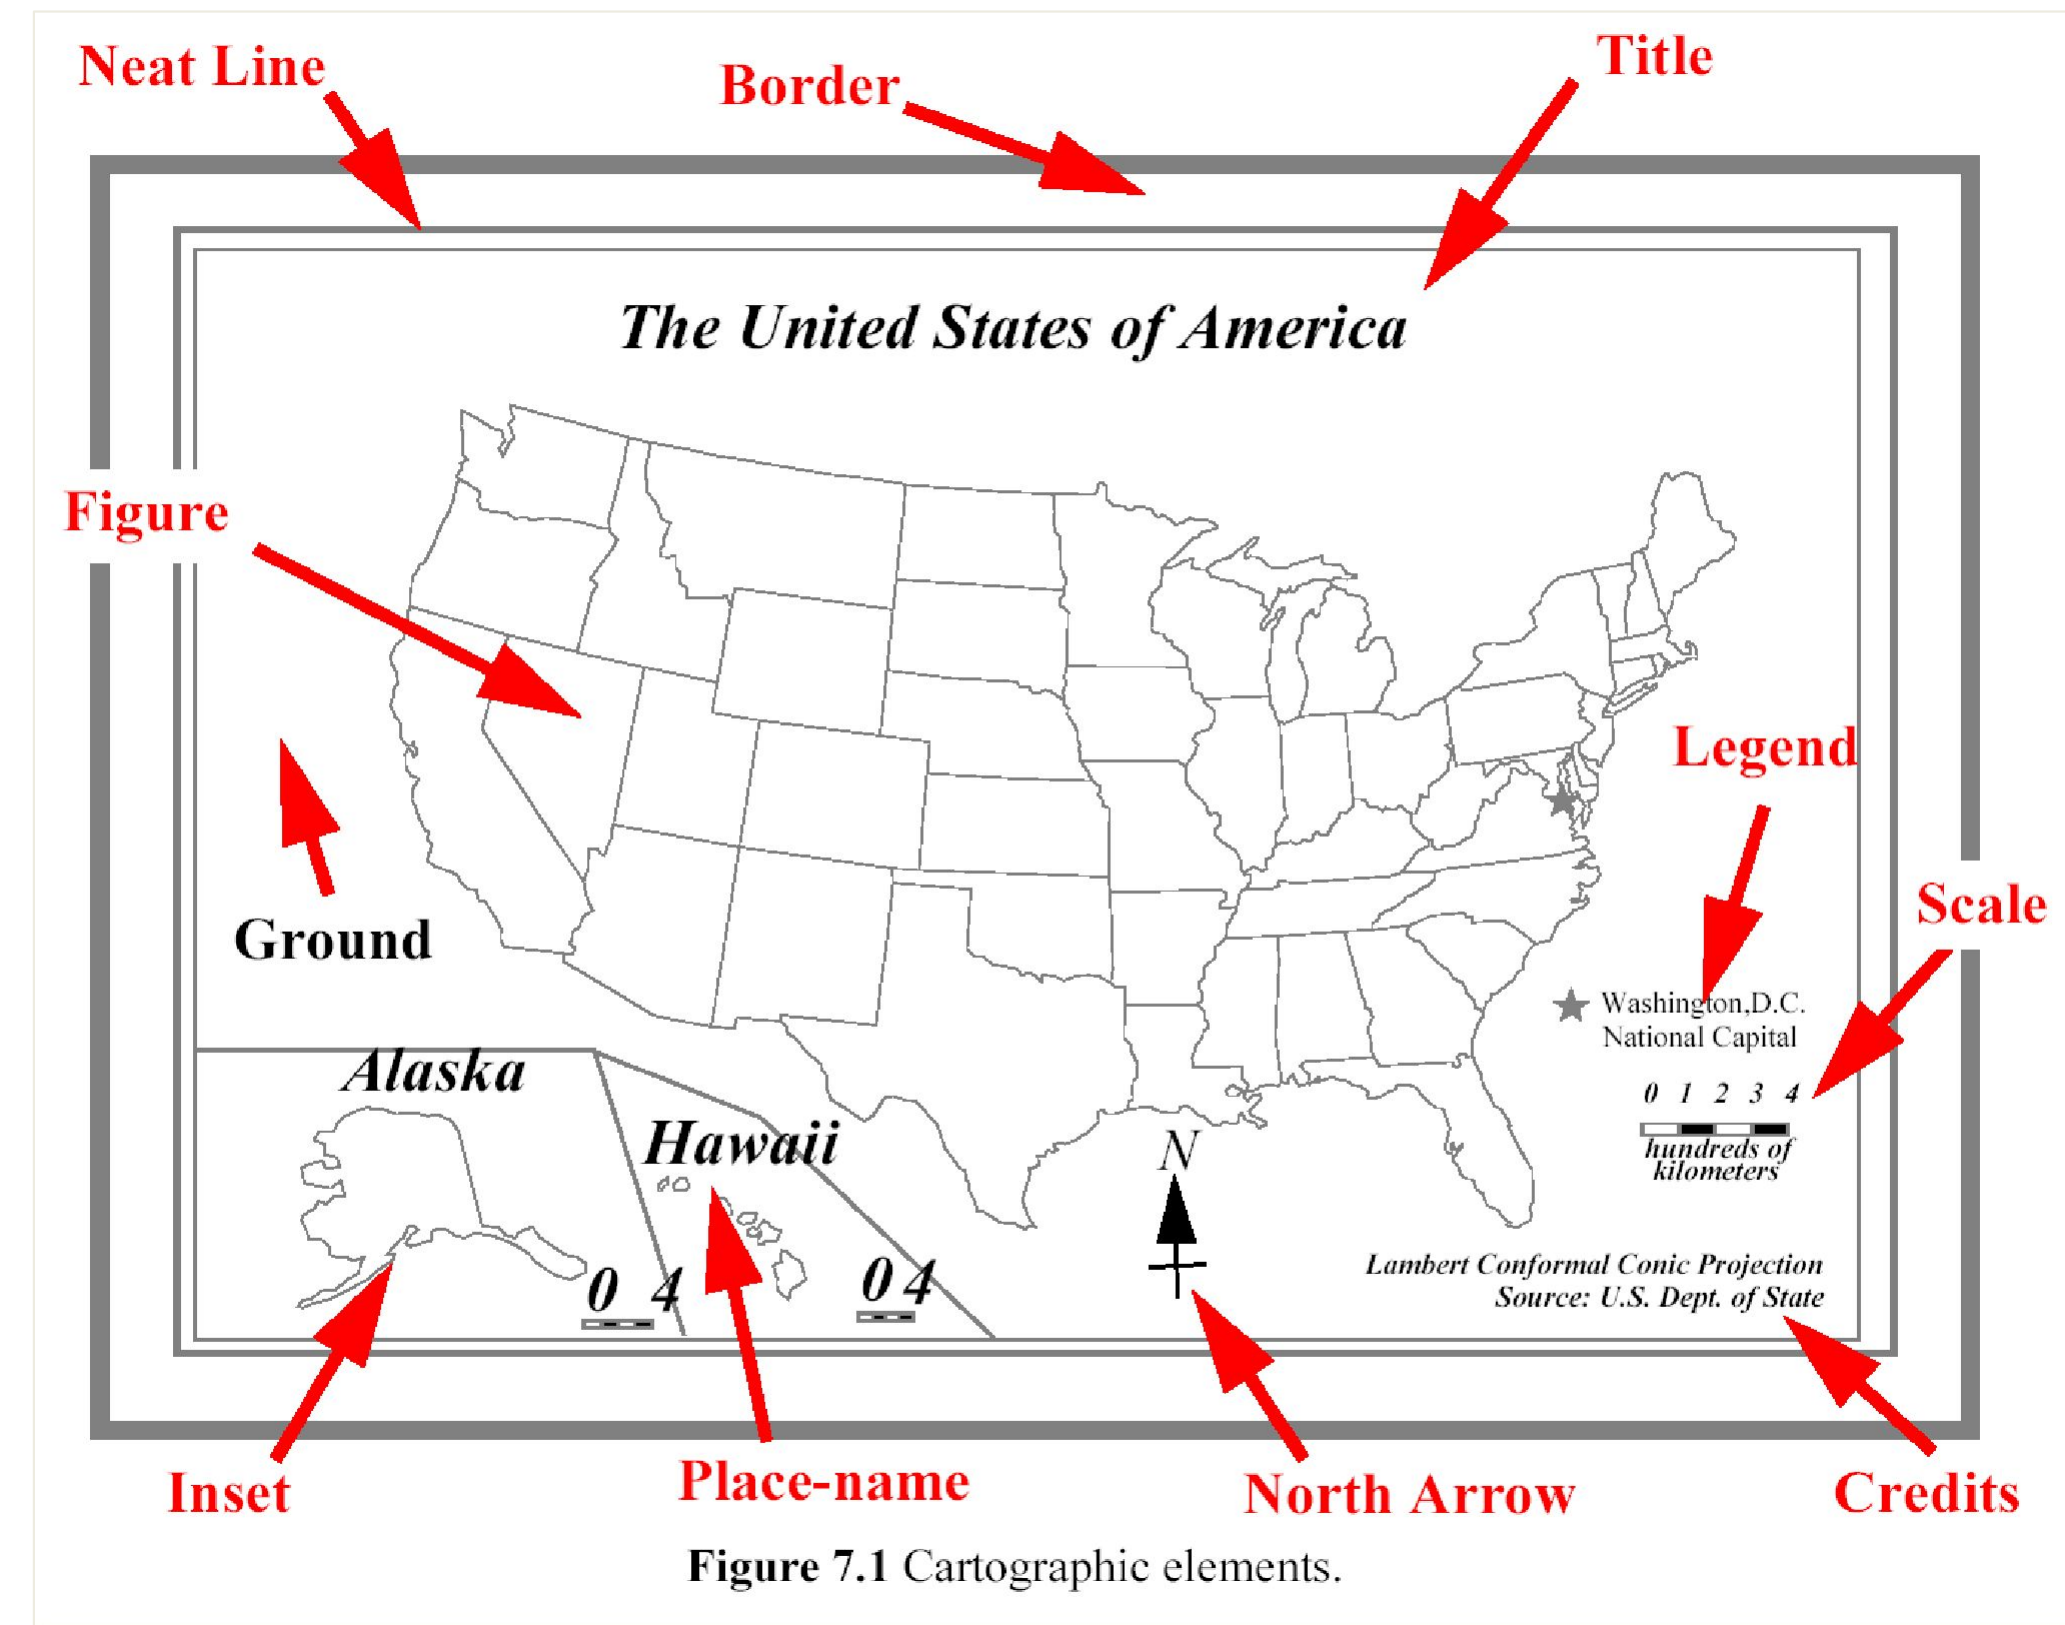 Neat Line
Border
Title
The United States of America
Figure
Legend
Scale
Ground
Washington,D.C.
National Capital
0 1 2 3 4
hundreds of
kilometers
Alaska
Hawaii
N
0 4
0 4
Lambert Conformal Conic Projection
Source: U.S. Dept. of State
Inset
Place-name
North Arrow
Credits
Figure 7.1 Cartographic elements.